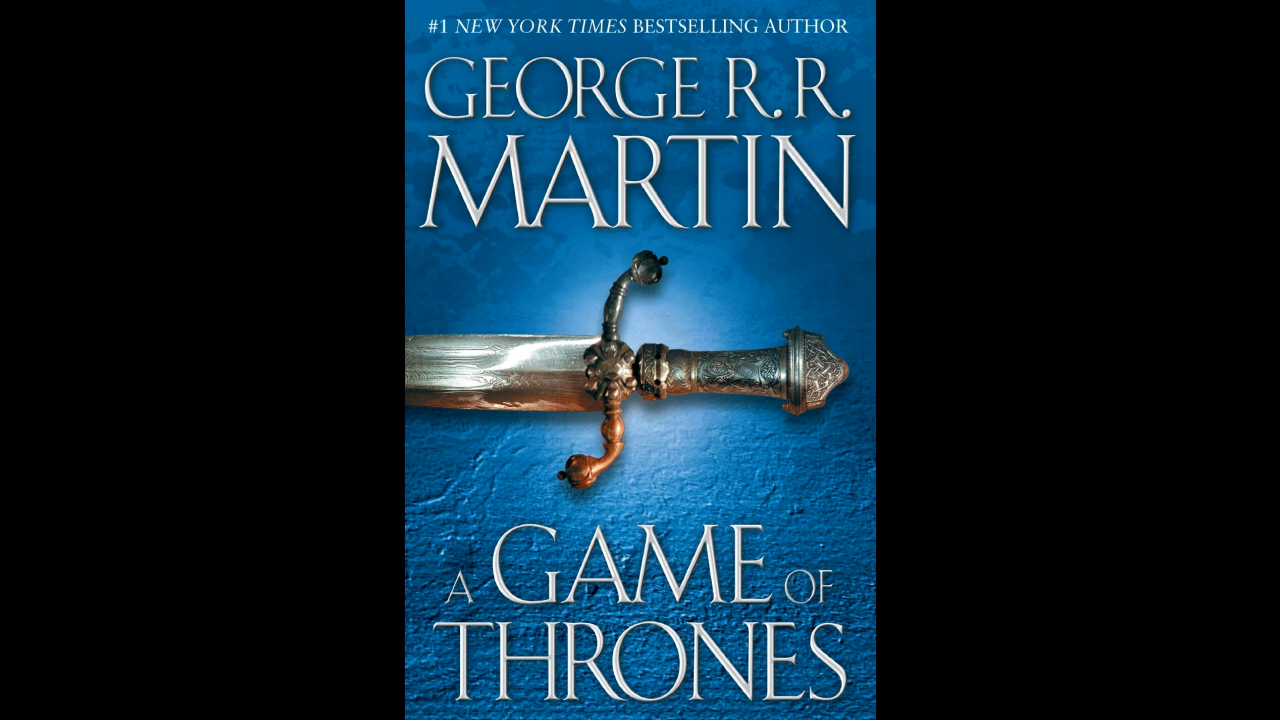 #1 NEW YORK TIMES BESTSELLING AUTHOR
GEORGE R.R.
MARTIN
A GAME OF
THRONES